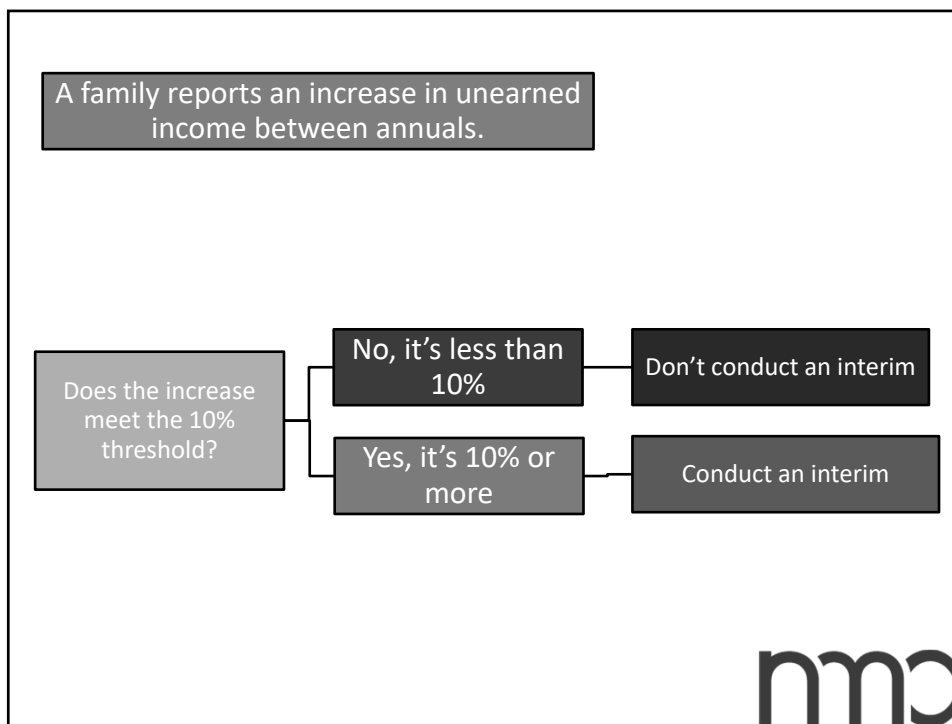 A family reports an increase in unearned
income between annuals.
Does the increase
meet the 10%
threshold?
No, it’s less than
10%
Don’t conduct an interim
Yes, it’s 10% or
more
Conduct an interim
nma